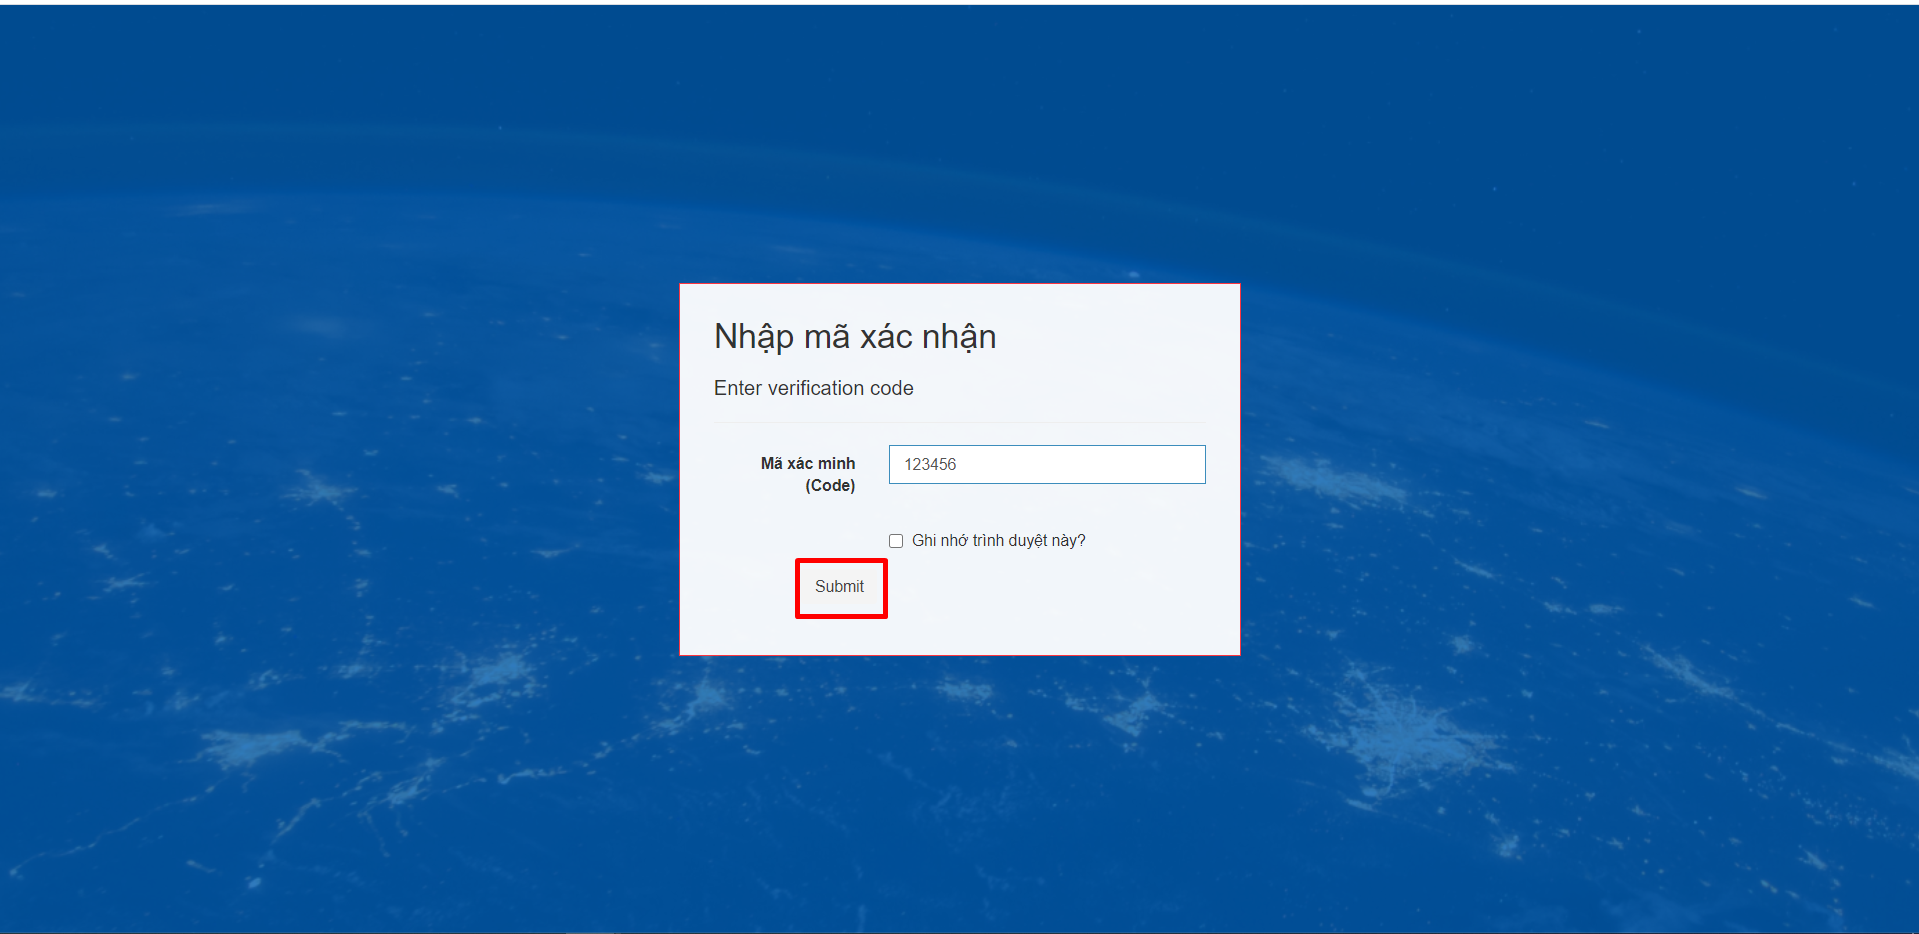 Nhập mã xác nhận
Enter verification code
Mã xác minh
(Code)
123456
Ghi nhớ trình duyệt này?
Submit